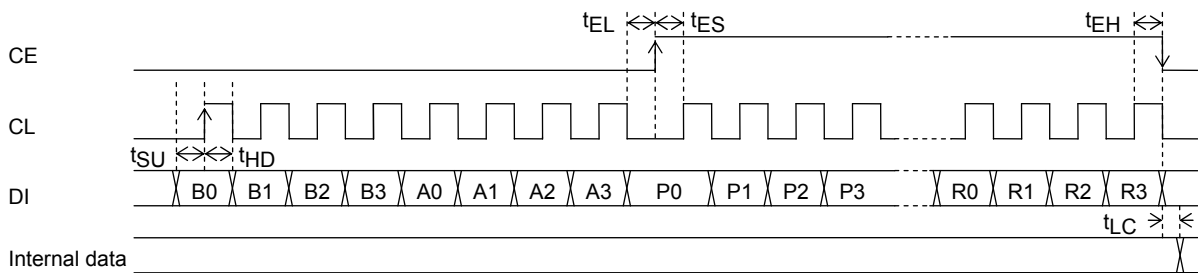 tEL tES tEH
CE
CL
tSU tHD
DI B0 B1 B2 B3 A0 A1 A2 A3 P0 P1 P2 P3 R0 R1 R2 R3
tLC
Internal data